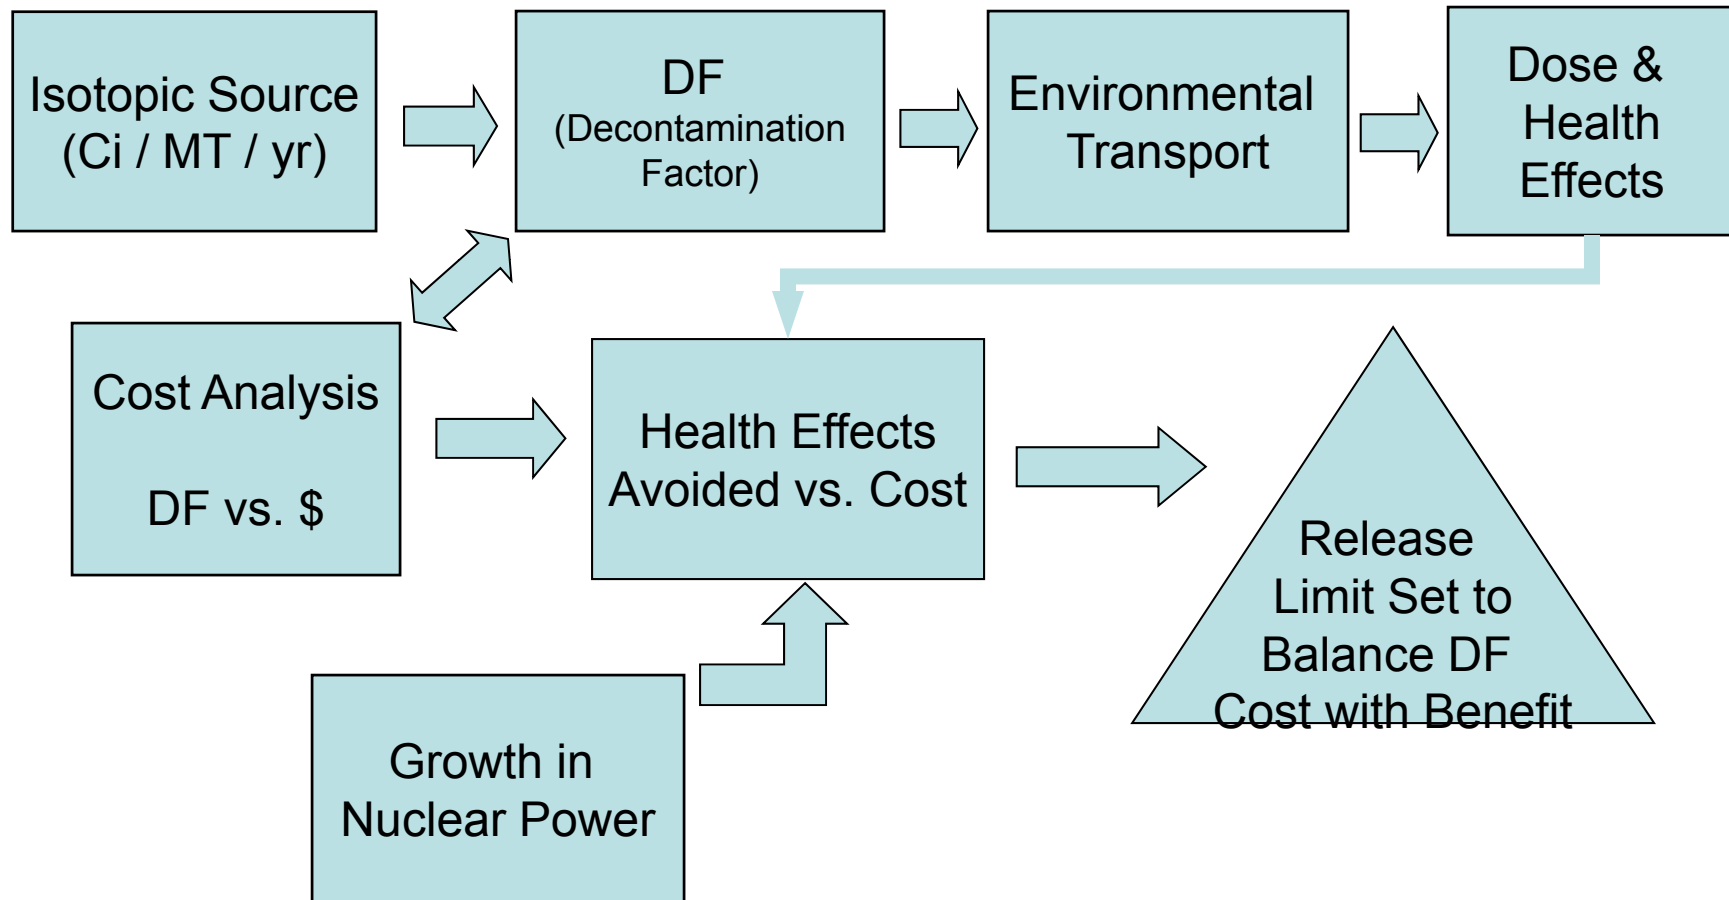 Isotopic Source
(Ci / MT / yr)
DF
(Decontamination
Factor)
Environmental
Transport
Dose &
Health
Effects
Cost Analysis
DF vs. $
Health Effects
Avoided vs. Cost
Release
Limit Set to
Balance DF
Cost with Benefit
Growth in
Nuclear Power